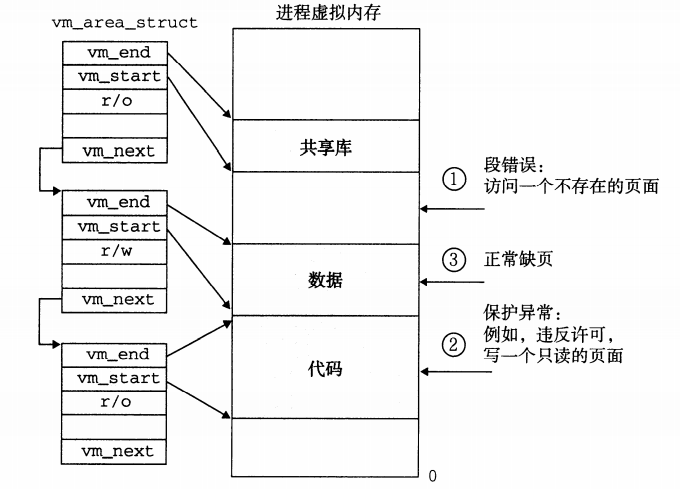 进程虚拟内存
vm_area_struct
vm_end
vm_start
r/o
vm_next
共享库
① 段错误：
访问一个不存在的页面
vm_end
vm_start
r/w
vm_next
数据
③ 正常缺页
保护异常：
② 例如，违反许可，
写一个只读的页面
vm_end
vm_start
r/o
vm_next
代码
0